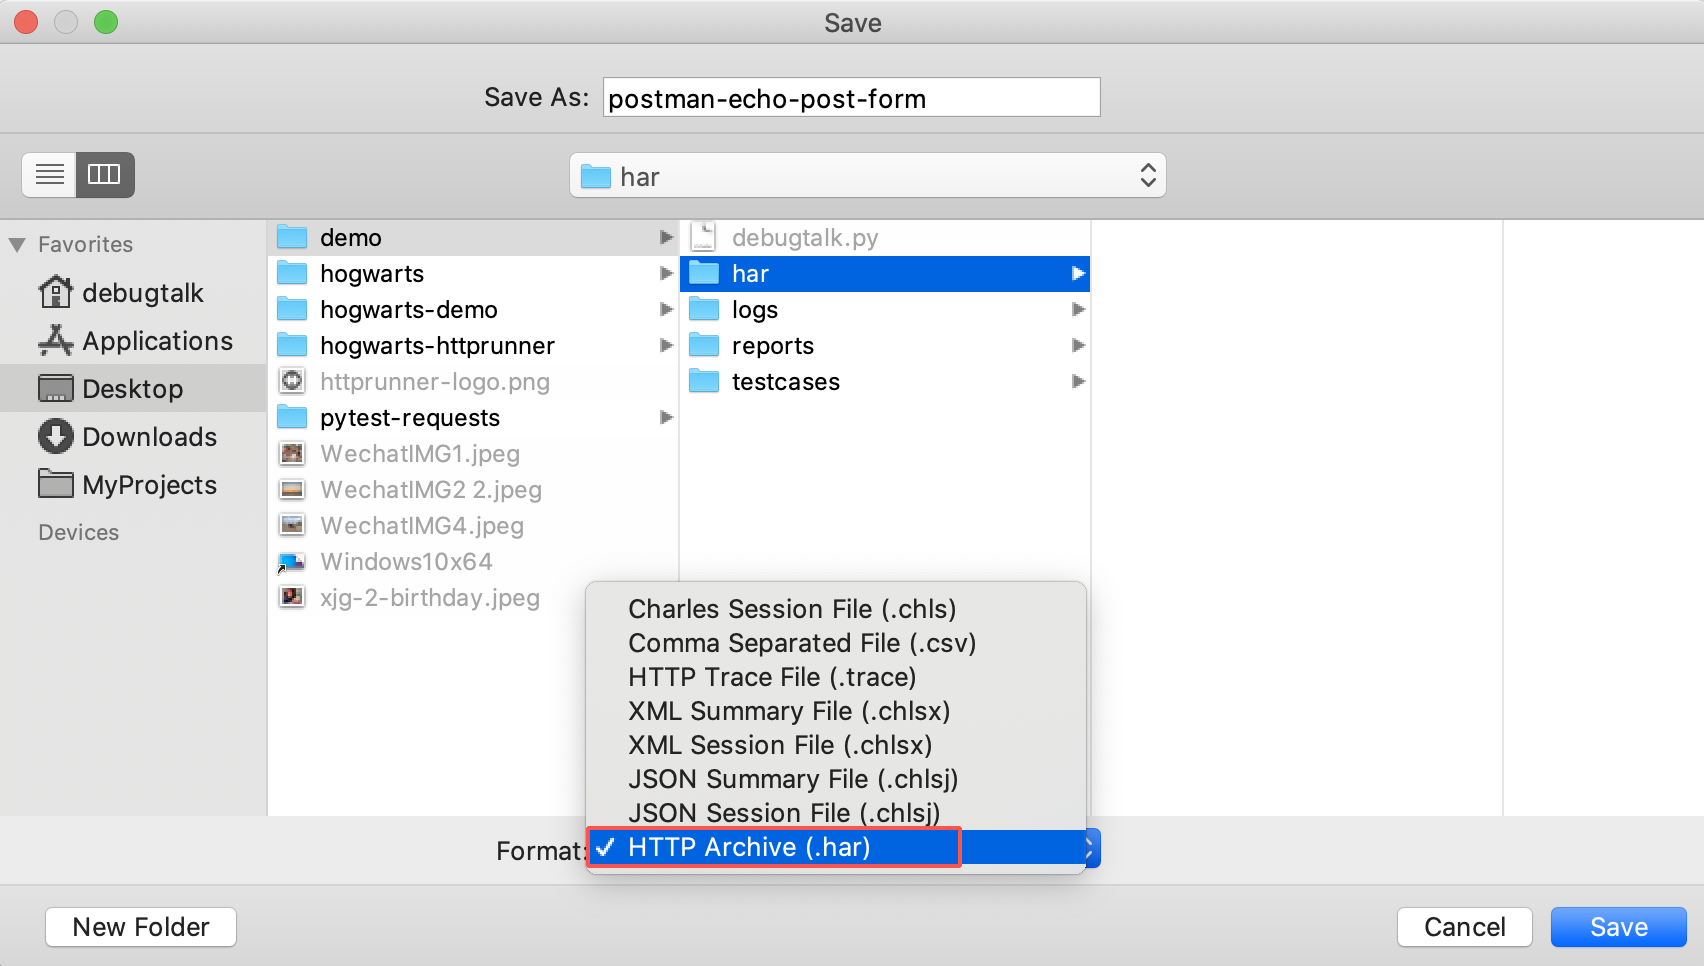 Save
Save As: postman-echo-post-form
har
Favorites
debugtalk
Applications
Desktop
Downloads
MyProjects
Devices
demo
hogwarts
hogwarts-demo
hogwarts-httprunner
httprunner-logo.png
pytest-requests
WechatIMG1.jpeg
WechatIMG2 2.jpeg
WechatIMG4.jpeg
Windows10x64
xjg-2-birthday.jpeg
debugtalk.py
har
logs
reports
testcases
Charles Session File (.chls)
Comma Separated File (.csv)
HTTP Trace File (.trace)
XML Summary File (.chlsx)
XML Session File (.chlsx)
JSON Summary File (.chlsj)
JSON Session File (.chlsj)
Format: ✓ HTTP Archive (.har)
New Folder
Cancel
Save